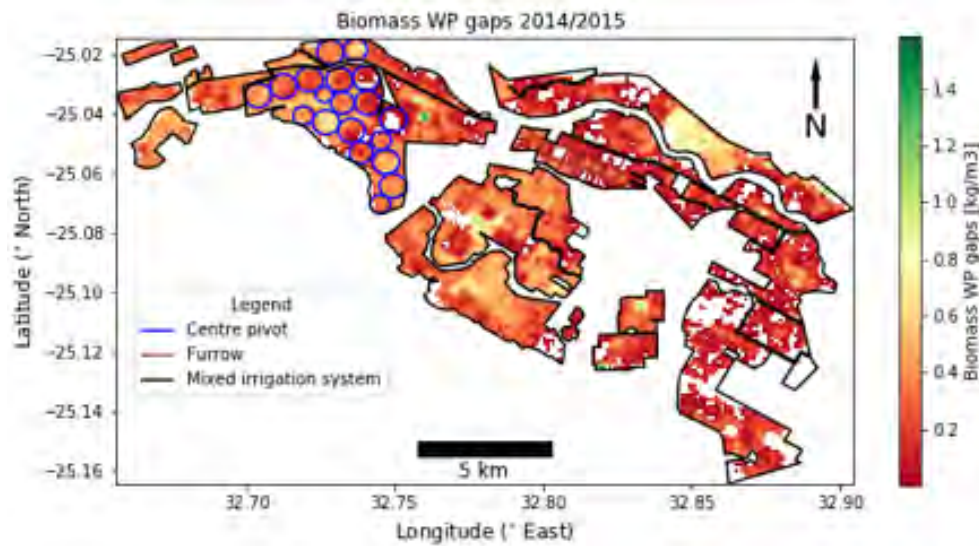 Biomass WP gaps 2014/2015
−25.02
−25.04
−25.06
−25.08
−25.10
−25.12
−25.14
−25.16
Latitude (° North)
N
Legend
Centre pivot
Furrow
Mixed irrigation system
5 km
32.70
32.75
32.80
32.85
32.90
Longitude (° East)
1.4
1.2
1.0
0.8
0.6
0.4
0.2
Biomass WP gaps [kg/m3]